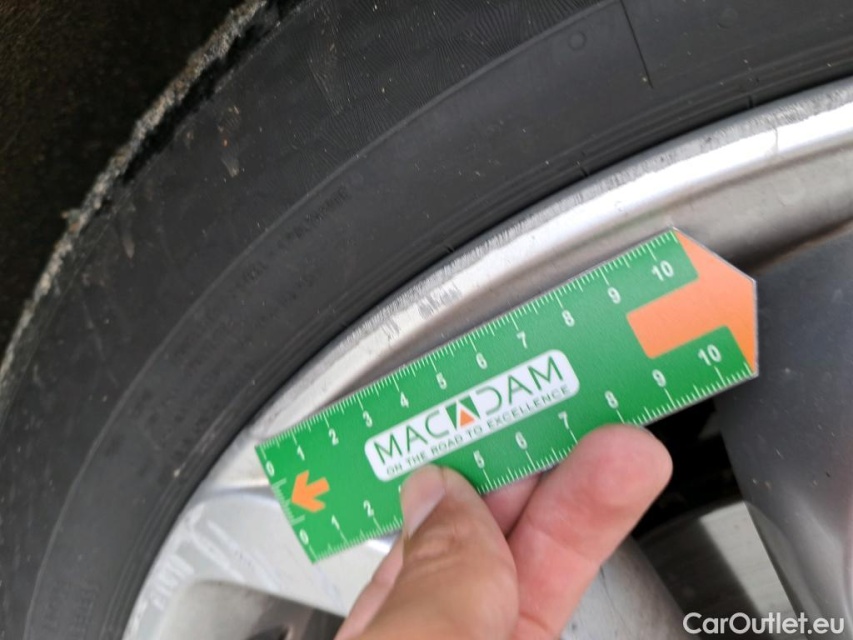 0 1 2 3 4 5 6 7 8 9 10
MACADAM
ON THE ROAD TO EXCELLENCE
0 1 2 5 6 7 8 9 10
CarOutlet.eu